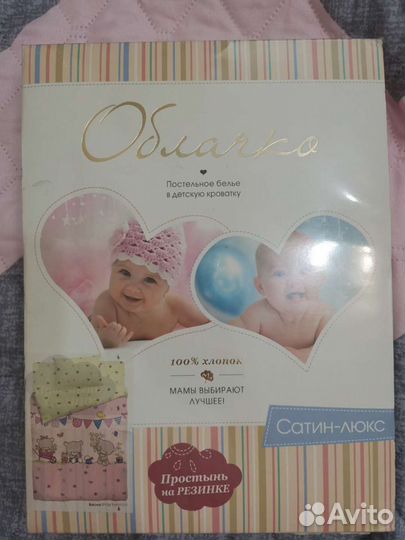 Облачко
Постельное белье
в детскую кроватку
100% хлопок
МАМЫ ВЫБИРАЮТ
ЛУЧШЕЕ!
Сатин-люкс
Простынь
на РЕЗИНКЕ
Avito